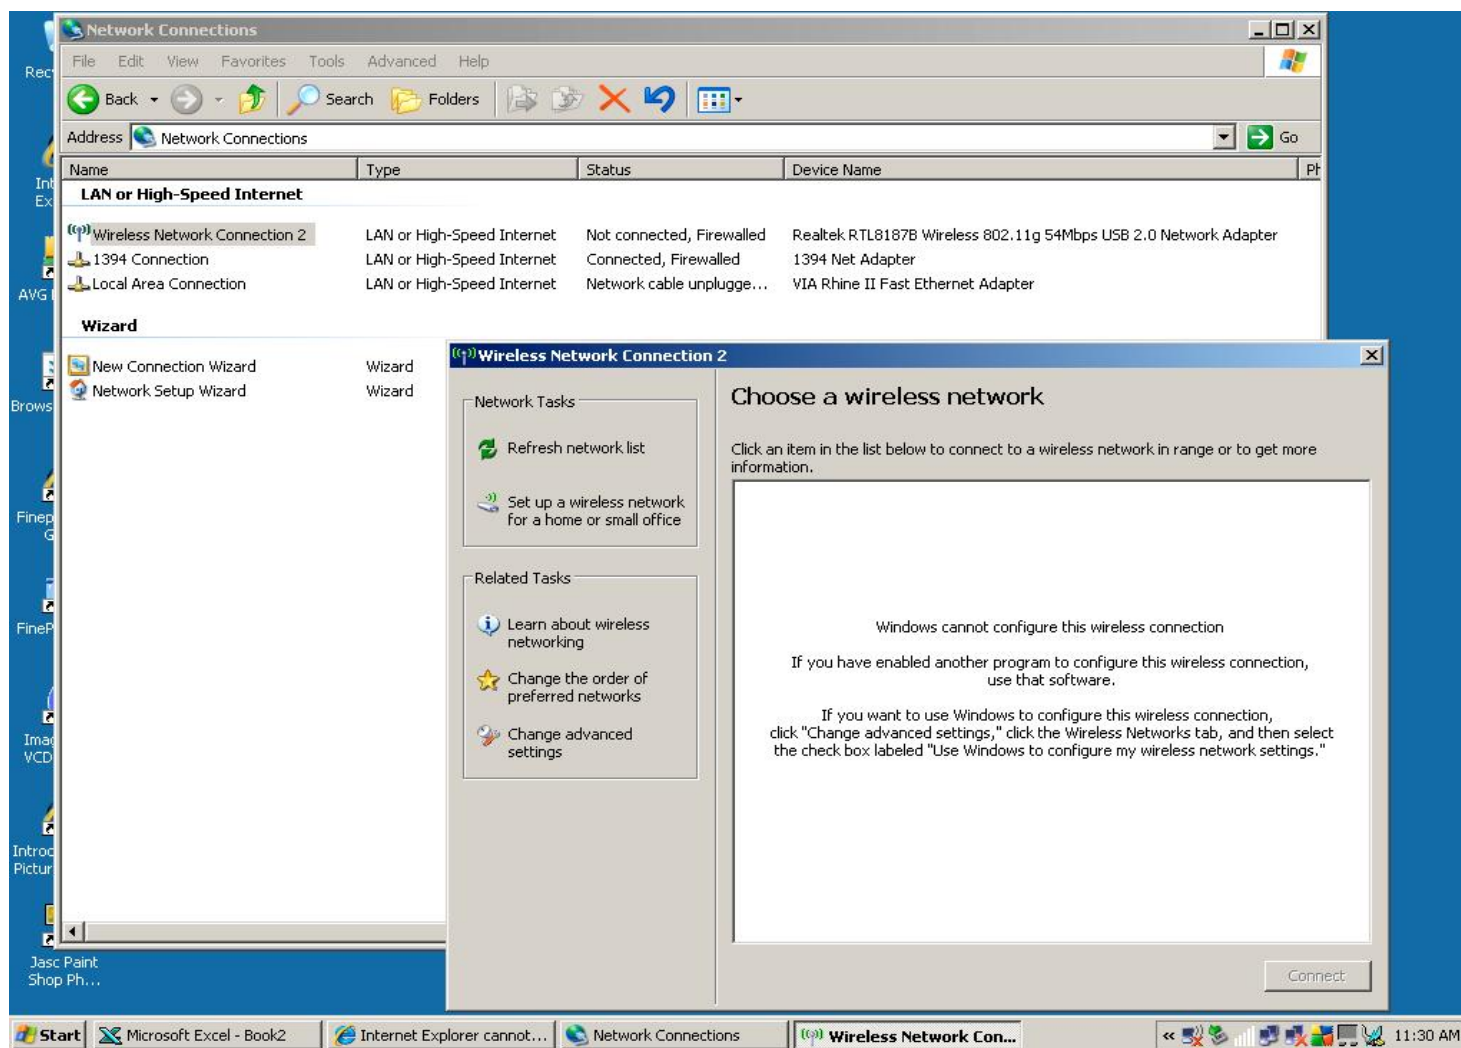 Network Connections
File Edit View Favorites Tools Advanced Help
Back Search Folders
Address Network Connections Go
Name Type Status Device Name
LAN or High-Speed Internet
Wireless Network Connection 2 LAN or High-Speed Internet Not connected, Firewalled Realtek RTL8187B Wireless 802.11g 54Mbps USB 2.0 Network Adapter
1394 Connection LAN or High-Speed Internet Connected, Firewalled 1394 Net Adapter
Local Area Connection LAN or High-Speed Internet Network cable unplugge... VIA Rhine II Fast Ethernet Adapter
Wizard
New Connection Wizard Wizard
Network Setup Wizard Wizard
Wireless Network Connection 2
Network Tasks
Refresh network list
Set up a wireless network
for a home or small office
Related Tasks
Learn about wireless
networking
Change the order of
preferred networks
Change advanced
settings
Choose a wireless network
Click an item in the list below to connect to a wireless network in range or to get more
information.
Windows cannot configure this wireless connection
If you have enabled another program to configure this wireless connection,
use that software.
If you want to use Windows to configure this wireless connection,
click "Change advanced settings," click the Wireless Networks tab, and then select
the check box labeled "Use Windows to configure my wireless network settings."
Connect
AVG
Jasc Paint
Shop Ph...
Start Microsoft Excel - Book2 Internet Explorer cannot... Network Connections Wireless Network Con... « 11:30 AM